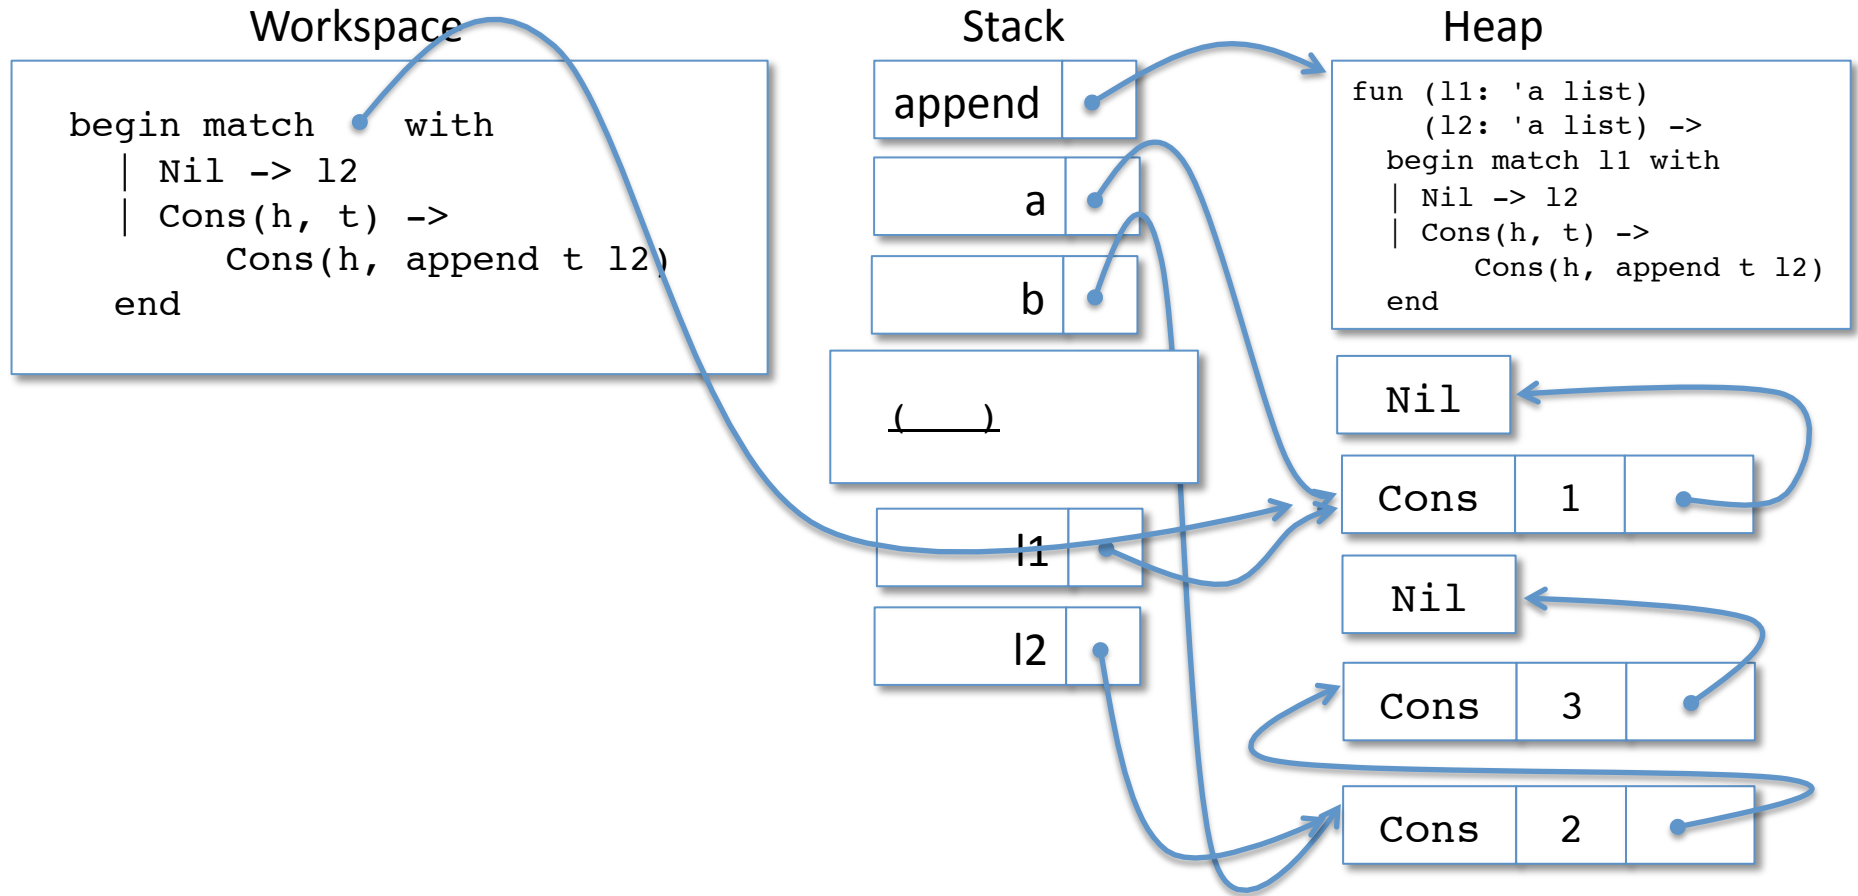 Workspace
begin match with
| Nil -> l2
| Cons(h, t) ->
Cons(h, append t l2)
end
Stack
append
a
b
( )
l1
l2
Heap
fun (l1: 'a list)
(l2: 'a list) ->
begin match l1 with
| Nil -> l2
| Cons(h, t) ->
Cons(h, append t l2)
end
Nil
Cons 1
Nil
Cons 3
Cons 2